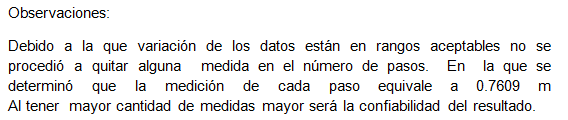 Observaciones:
Debido a la que variación de los datos están en rangos aceptables no se
procedió a quitar alguna medida en el número de pasos. En la que se
determinó que la medición de cada paso equivale a 0.7609 m
Al tener mayor cantidad de medidas mayor será la confiabilidad del resultado.